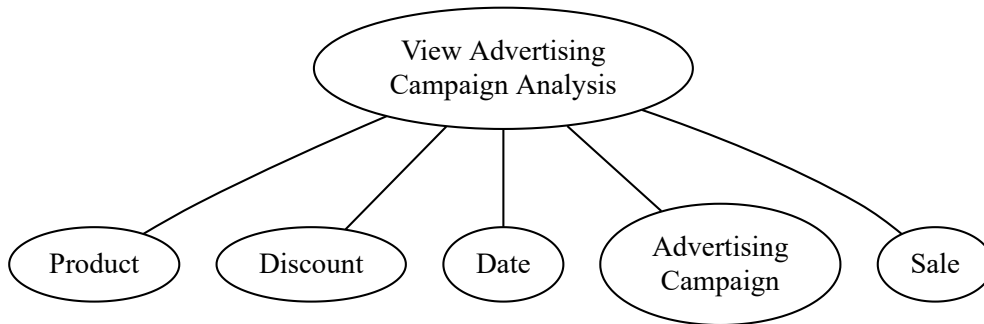 View Advertising
Campaign Analysis
Product
Discount
Date
Advertising
Campaign
Sale